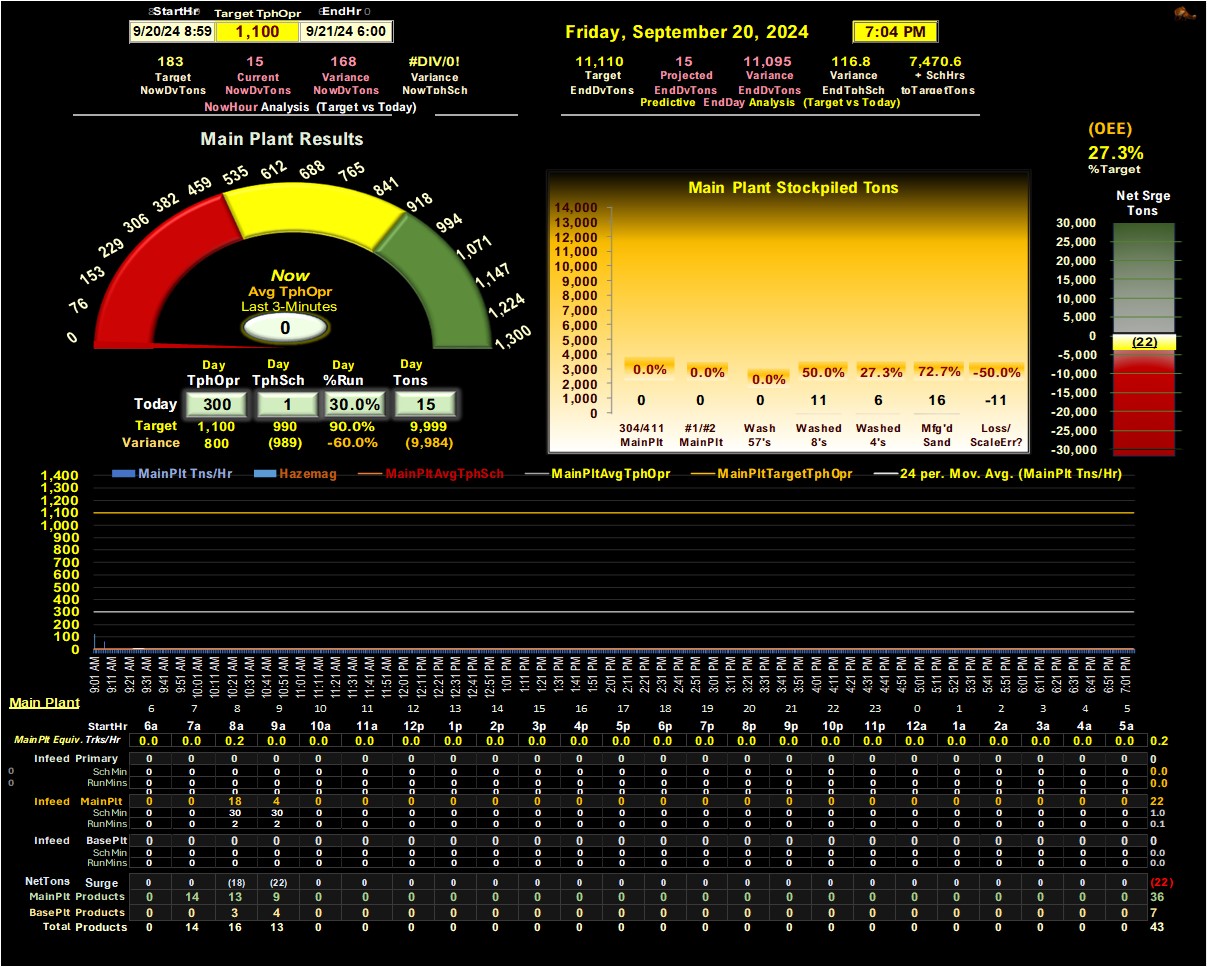 StartHr Target TphOpr EndHr
9/20/24 8:59 1,100 9/21/24 6:00
Friday, September 20, 2024 7:04 PM
183 15 168 #DIV/0!
Target Current Variance Variance
NowDvTons NowDvTons NowDvTons NowTphSch
NowHour Analysis (Target vs Today)
11,110 15 11,095 116.8 7,470.6
Target Projected Variance Variance + SchHrs
EndDvTons EndDvTons EndDvTons EndTphSch toTargetTons
Predictive EndDay Analysis (Target vs Today)
(OEE)
27.3%
%Target
Main Plant Results
0 76 153 229 306 382 459 535 612 688 765 841 918 994 1,071 1,147 1,224 1,300
Now
Avg TphOpr
Last 3-Minutes
0
Day Day Day Day
TphOpr TphSch %Run Tons
Today 300 1 30.0% 15
Target 1,100 990 90.0% 9,999
Variance 800 (989) -60.0% (9,984)
Main Plant Stockpiled Tons
14,000
13,000
12,000
11,000
10,000
9,000
8,000
7,000
6,000
5,000
4,000
3,000
2,000
1,000
0
0.0% 0.0% 0.0% 50.0% 27.3% 72.7% -50.0%
0 0 0 11 6 16 -11
304/411 #1/#2 Wash Washed Washed Mfg'd Loss/
MainPlt MainPlt 57's 8's 4's Sand ScaleErr?
Net Srge
Tons
30,000
25,000
20,000
15,000
10,000
5,000
0
(22)
-5,000
-10,000
-15,000
-20,000
-25,000
-30,000
MainPlt Tns/Hr Hazemag MainPltAvgTphSch MainPltAvgTphOpr MainPltTargetTphOpr 24 per. Mov. Avg. (MainPlt Tns/Hr)
1,400
1,300
1,200
1,100
1,000
900
800
700
600
500
400
300
200
100
0
9:01 AM 9:11 AM 9:21 AM 9:31 AM 9:41 AM 9:51 AM 10:01 AM 10:11 AM 10:21 AM 10:31 AM 10:41 AM 10:51 AM 11:01 AM 11:11 AM 11:21 AM 11:31 AM 11:41 AM 11:51 AM 12:01 PM 12:11 PM 12:21 PM 12:31 PM 12:41 PM 12:51 PM 1:01 PM 1:11 PM 1:21 PM 1:31 PM 1:41 PM 1:51 PM 2:01 PM 2:11 PM 2:21 PM 2:31 PM 2:41 PM 2:51 PM 3:01 PM 3:11 PM 3:21 PM 3:31 PM 3:41 PM 3:51 PM 4:01 PM 4:11 PM 4:21 PM 4:31 PM 4:41 PM 4:51 PM 5:01 PM 5:11 PM 5:21 PM 5:31 PM 5:41 PM 5:51 PM 6:01 PM 6:11 PM 6:21 PM 6:31 PM 6:41 PM 6:51 PM 7:01 PM
Main Plant
6 7 8 9 10 11 12 13 14 15 16 17 18 19 20 21 22 23 0 1 2 3 4 5
StartHr 6a 7a 8a 9a 10a 11a 12p 1p 2p 3p 4p 5p 6p 7p 8p 9p 10p 11p 12a 1a 2a 3a 4a 5a
MainPlt Equiv. Trks/Hr 0.0 0.0 0.2 0.0 0.0 0.0 0.0 0.0 0.0 0.0 0.0 0.0 0.0 0.0 0.0 0.0 0.0 0.0 0.0 0.0 0.0 0.0 0.0 0.0 0.2
Infeed Primary 0 0 0 0 0 0 0 0 0 0 0 0 0 0 0 0 0 0 0 0 0 0 0 0 0
0 SchMin 0 0 0 0 0 0 0 0 0 0 0 0 0 0 0 0 0 0 0 0 0 0 0 0 0.0
0 RunMins 0 0 0 0 0 0 0 0 0 0 0 0 0 0 0 0 0 0 0 0 0 0 0 0 0.0
0 0 0 0 0 0 0 0 0 0 0 0 0 0 0 0 0 0 0 0 0 0 0 0
Infeed MainPlt 0 0 18 4 0 0 0 0 0 0 0 0 0 0 0 0 0 0 0 0 0 0 0 0 22
SchMin 0 0 30 30 0 0 0 0 0 0 0 0 0 0 0 0 0 0 0 0 0 0 0 0 1.0
RunMins 0 0 2 2 0 0 0 0 0 0 0 0 0 0 0 0 0 0 0 0 0 0 0 0 0.1
Infeed BasePlt 0 0 0 0 0 0 0 0 0 0 0 0 0 0 0 0 0 0 0 0 0 0 0 0 0
SchMin 0 0 0 0 0 0 0 0 0 0 0 0 0 0 0 0 0 0 0 0 0 0 0 0 0.0
RunMins 0 0 0 0 0 0 0 0 0 0 0 0 0 0 0 0 0 0 0 0 0 0 0 0 0.0
NetTons Surge 0 0 (18) (22) 0 0 0 0 0 0 0 0 0 0 0 0 0 0 0 0 0 0 0 0 (22)
MainPlt Products 0 14 13 9 0 0 0 0 0 0 0 0 0 0 0 0 0 0 0 0 0 0 0 0 36
BasePlt Products 0 0 3 4 0 0 0 0 0 0 0 0 0 0 0 0 0 0 0 0 0 0 0 0 7
Total Products 0 14 16 13 0 0 0 0 0 0 0 0 0 0 0 0 0 0 0 0 0 0 0 0 43